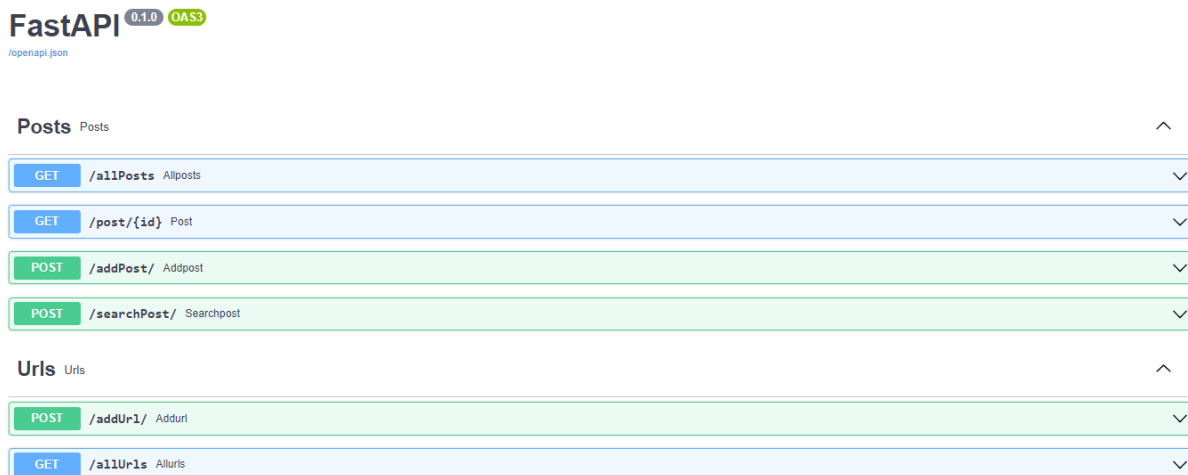 FastAPI 0.1.0 OAS3
/openapi.json
Posts Posts
GET /allPosts Allposts
GET /post/{id} Post
POST /addPost/ Addpost
POST /searchPost/ Searchpost
Urls Urls
POST /addUrl/ Addurl
GET /allUrls Allurls